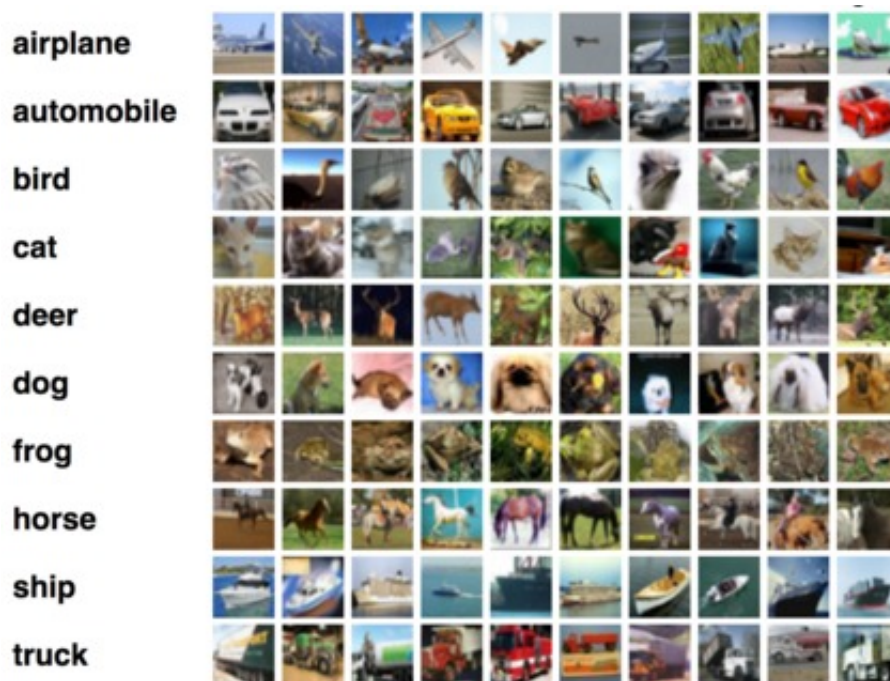 airplane
automobile
bird
cat
deer
dog
frog
horse
ship
truck